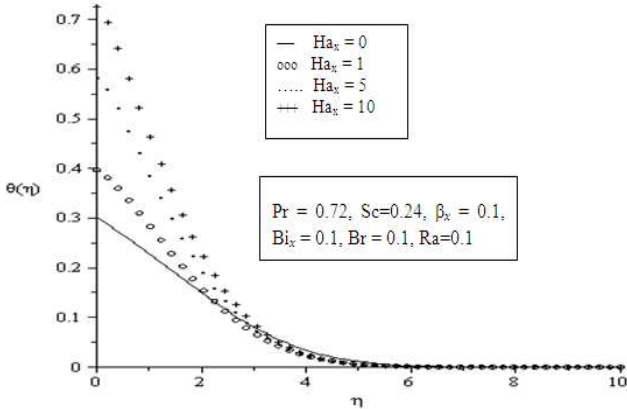 0.7
0.6
0.5
0.4
0.3
0.2
0.1
0
θ(η)
— Haₓ = 0
ooo Haₓ = 1
..... Haₓ = 5
+++ Haₓ = 10
Pr = 0.72, Sc=0.24, βₓ = 0.1,
Biₓ = 0.1, Br = 0.1, Ra=0.1
0 2 4 6 8 10
η